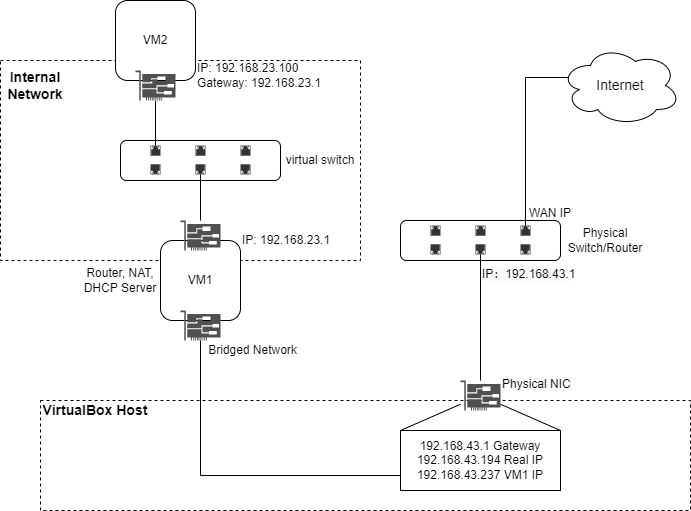 VM2
IP: 192.168.23.100
Gateway: 192.168.23.1
Internal
Network
Internet
virtual switch
WAN IP
Physical
Switch/Router
IP: 192.168.23.1
Router, NAT,
DHCP Server
VM1
IP：192.168.43.1
Bridged Network
Physical NIC
VirtualBox Host
192.168.43.1 Gateway
192.168.43.194 Real IP
192.168.43.237 VM1 IP